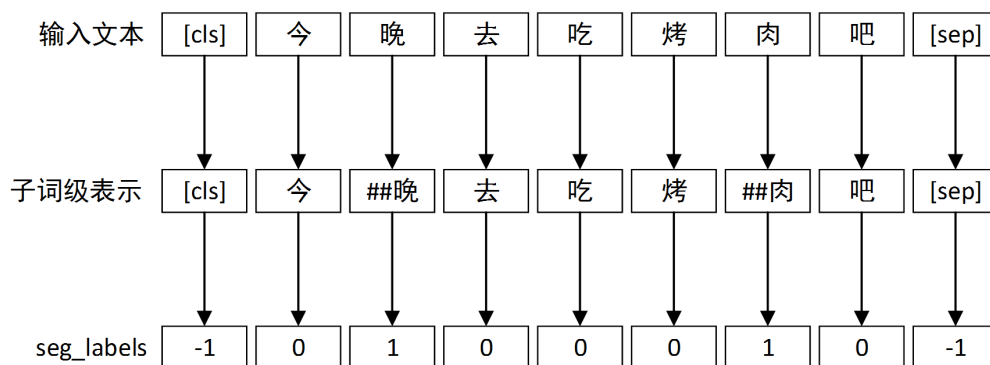 输入文本 [cls] 今 晚 去 吃 烤 肉 吧 [sep]
子词级表示 [cls] 今 ##晚 去 吃 烤 ##肉 吧 [sep]
seg_labels -1 0 1 0 0 0 1 0 -1